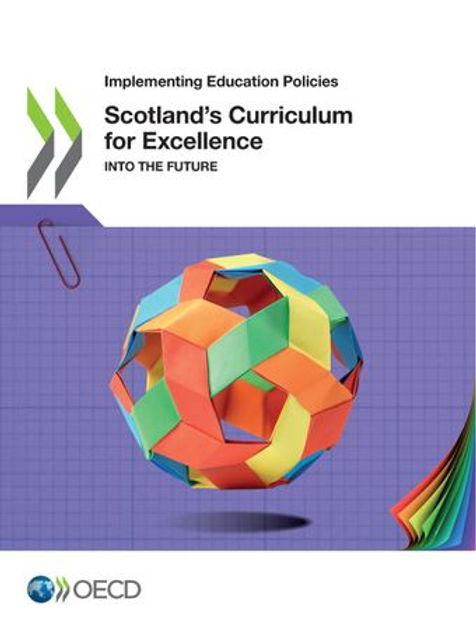 Implementing Education Policies
Scotland's Curriculum
for Excellence
INTO THE FUTURE
OECD